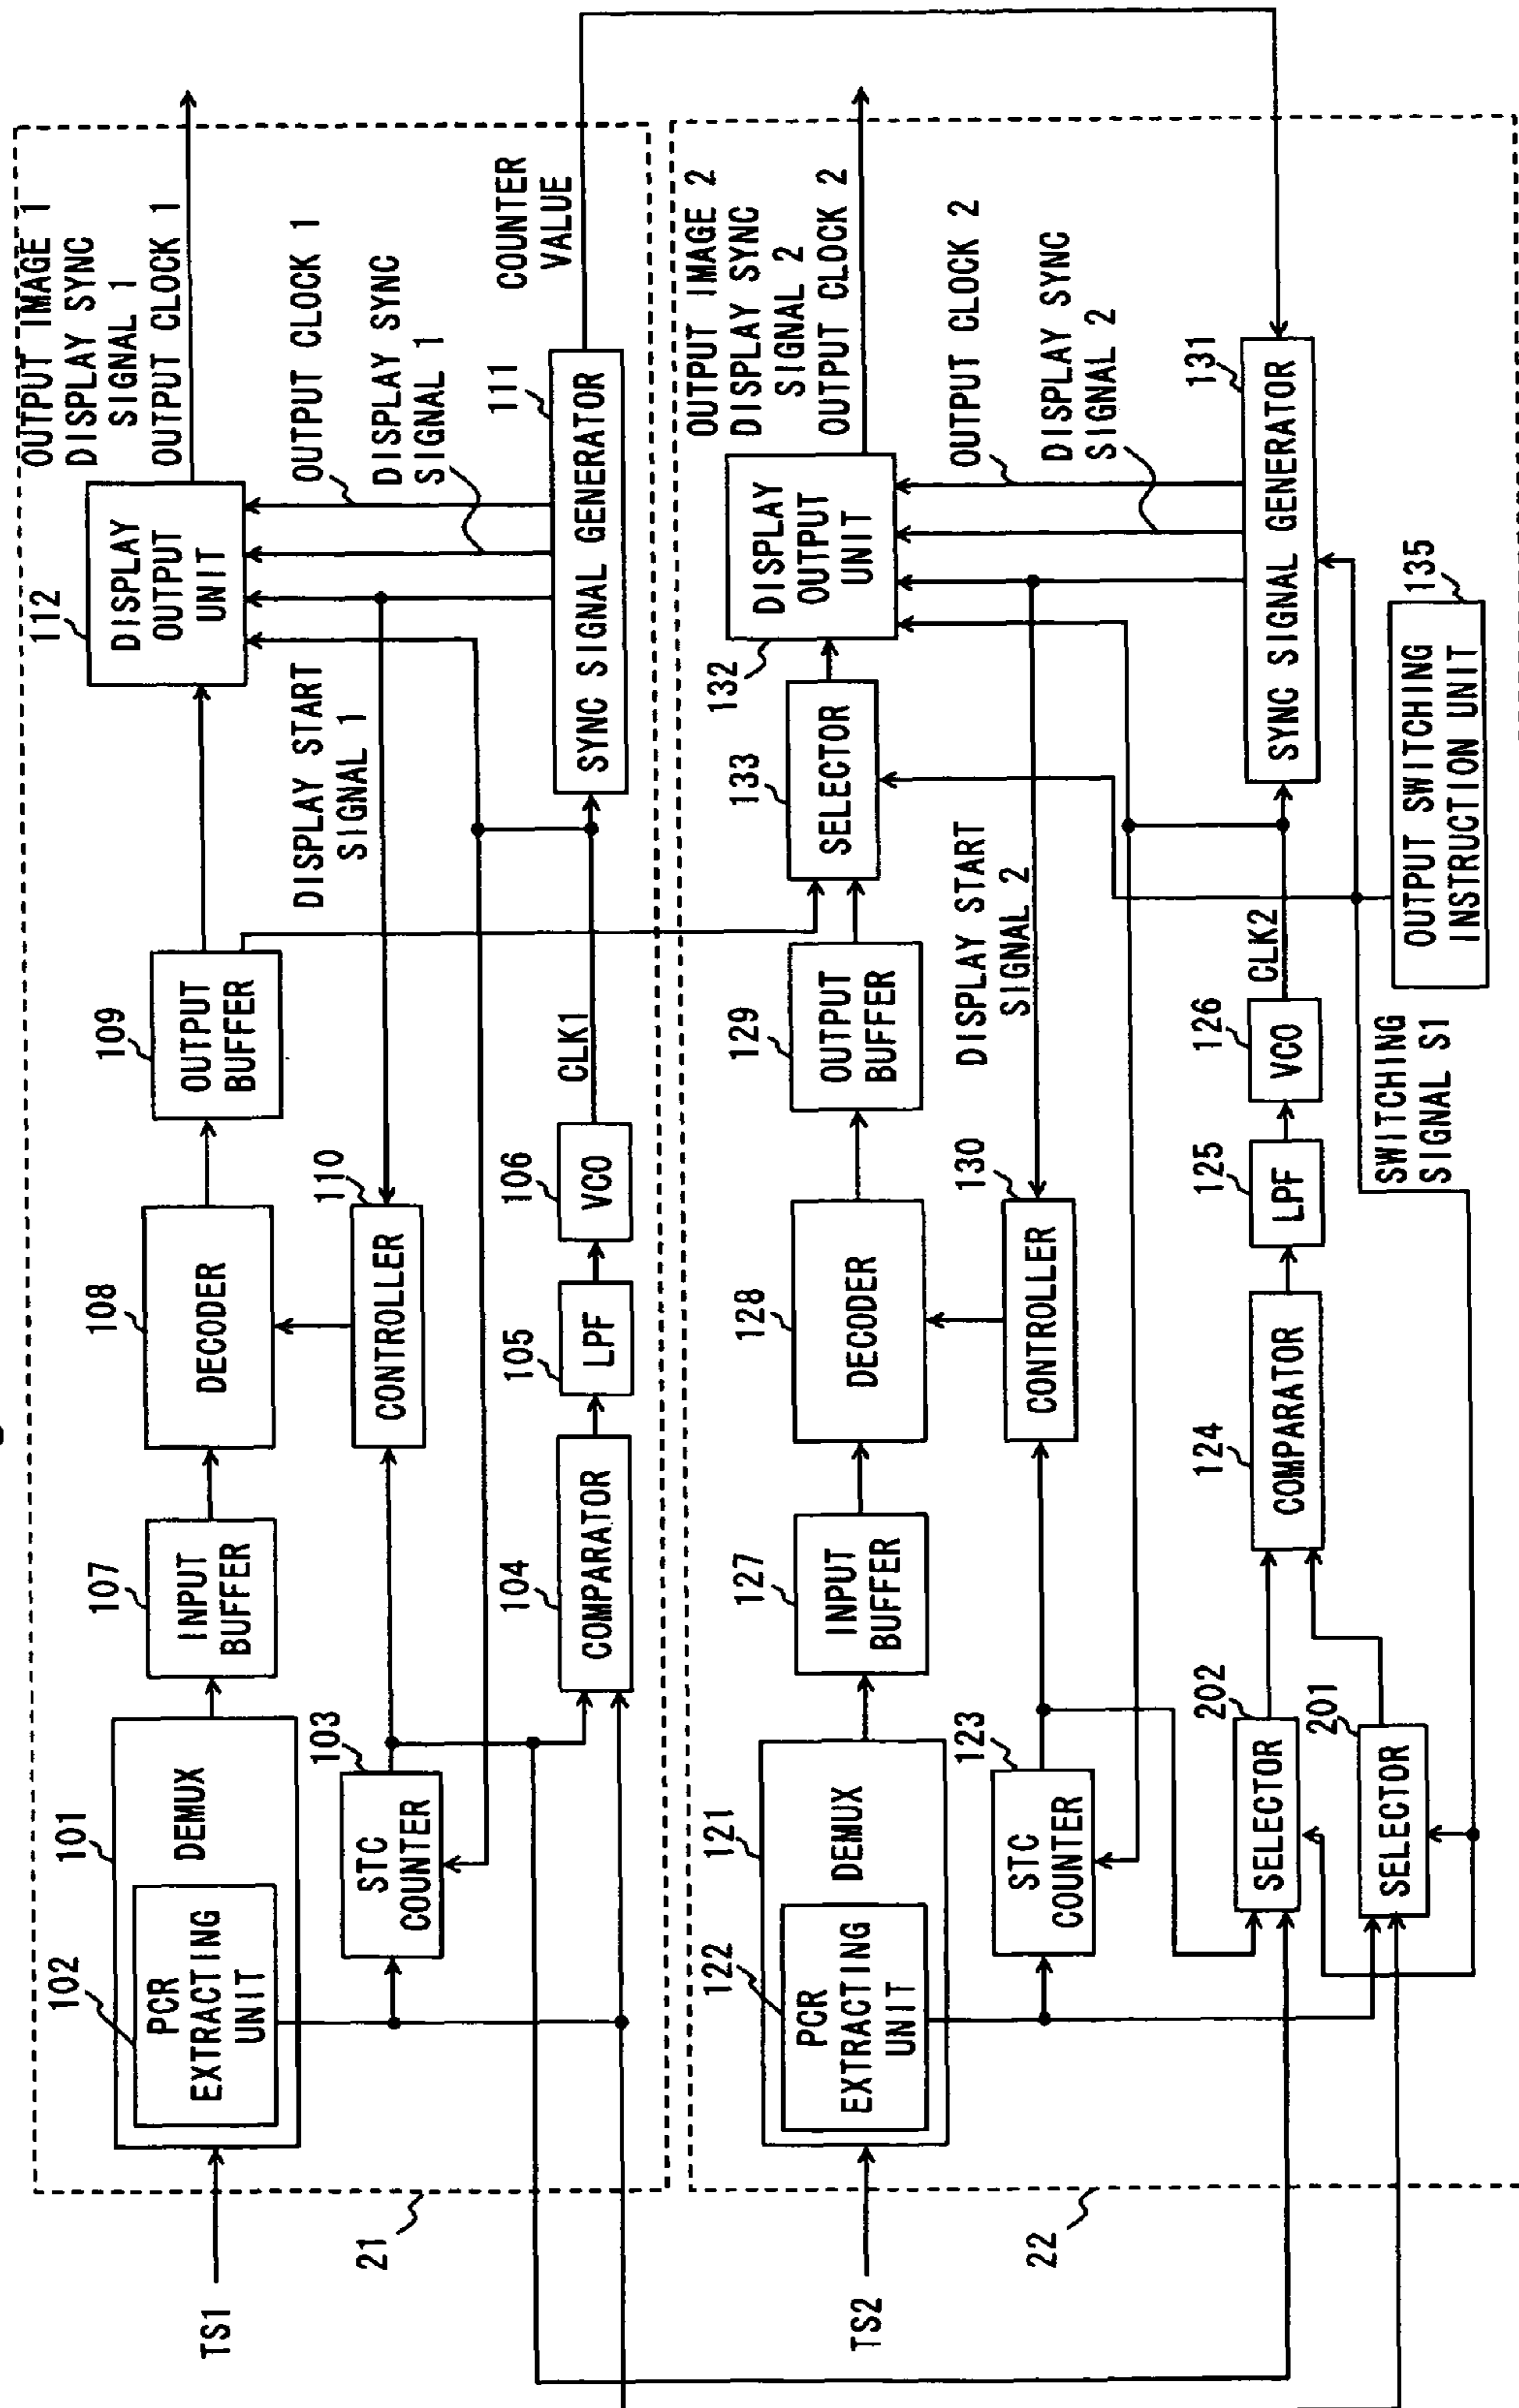 TS1
21
101
DEMUX
102
PCR
EXTRACTING
UNIT
107
INPUT
BUFFER
108
DECODER
109
OUTPUT
BUFFER
112
DISPLAY
OUTPUT
UNIT
OUTPUT IMAGE 1
DISPLAY SYNC
SIGNAL 1
OUTPUT CLOCK 1
103
STC
COUNTER
110
CONTROLLER
DISPLAY START
SIGNAL 1
OUTPUT CLOCK 1
DISPLAY SYNC
SIGNAL 1
104
COMPARATOR
105
LPF
106
VCO
CLK1
111
SYNC SIGNAL GENERATOR
COUNTER
VALUE
TS2
22
121
DEMUX
122
PCR
EXTRACTING
UNIT
127
INPUT
BUFFER
128
DECODER
129
OUTPUT
BUFFER
133
SELECTOR
132
DISPLAY
OUTPUT
UNIT
OUTPUT IMAGE 2
DISPLAY SYNC
SIGNAL 2
OUTPUT CLOCK 2
123
STC
COUNTER
130
CONTROLLER
DISPLAY START
SIGNAL 2
OUTPUT CLOCK 2
DISPLAY SYNC
SIGNAL 2
202
SELECTOR
201
SELECTOR
124
COMPARATOR
125
LPF
126
VCO
CLK2
131
SYNC SIGNAL GENERATOR
SWITCHING
SIGNAL S1
135
OUTPUT SWITCHING
INSTRUCTION UNIT